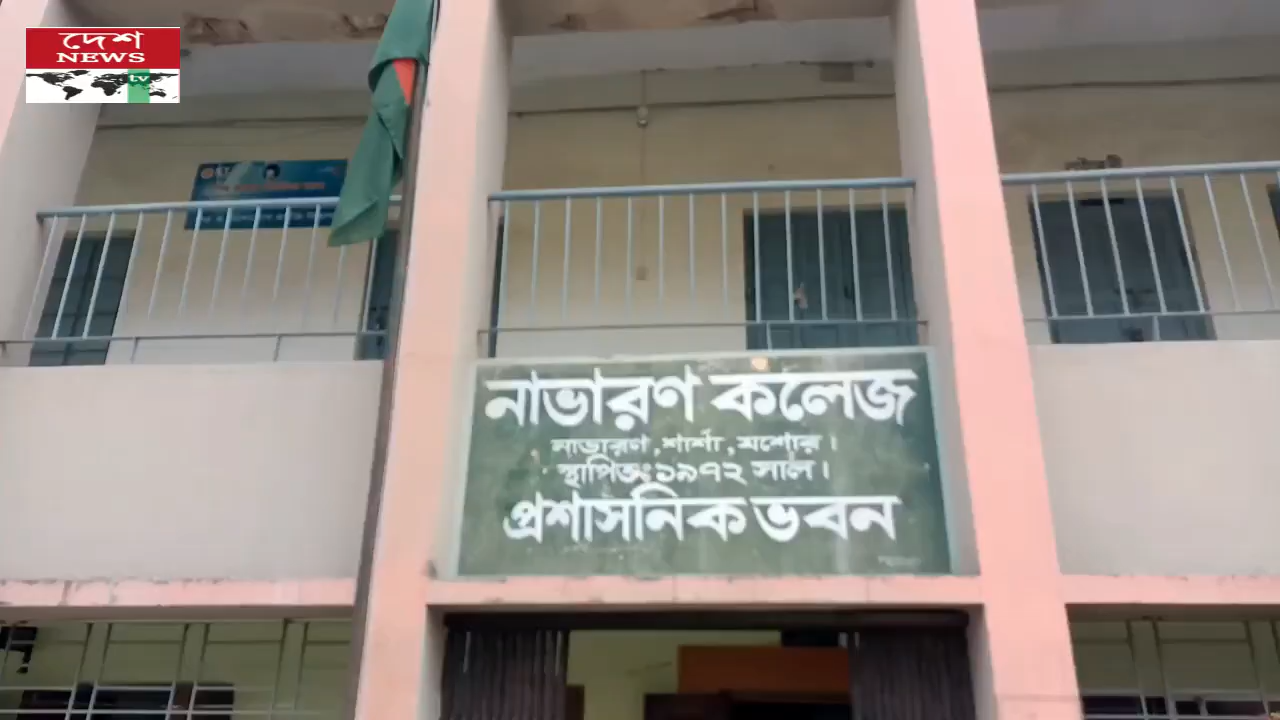 দেশ
NEWS
tv
নাভারণ কলেজ
নাভারণ, শার্শা, যশোর।
স্থাপিতঃ ১৯৭২ সাল।
প্রশাসনিক ভবন